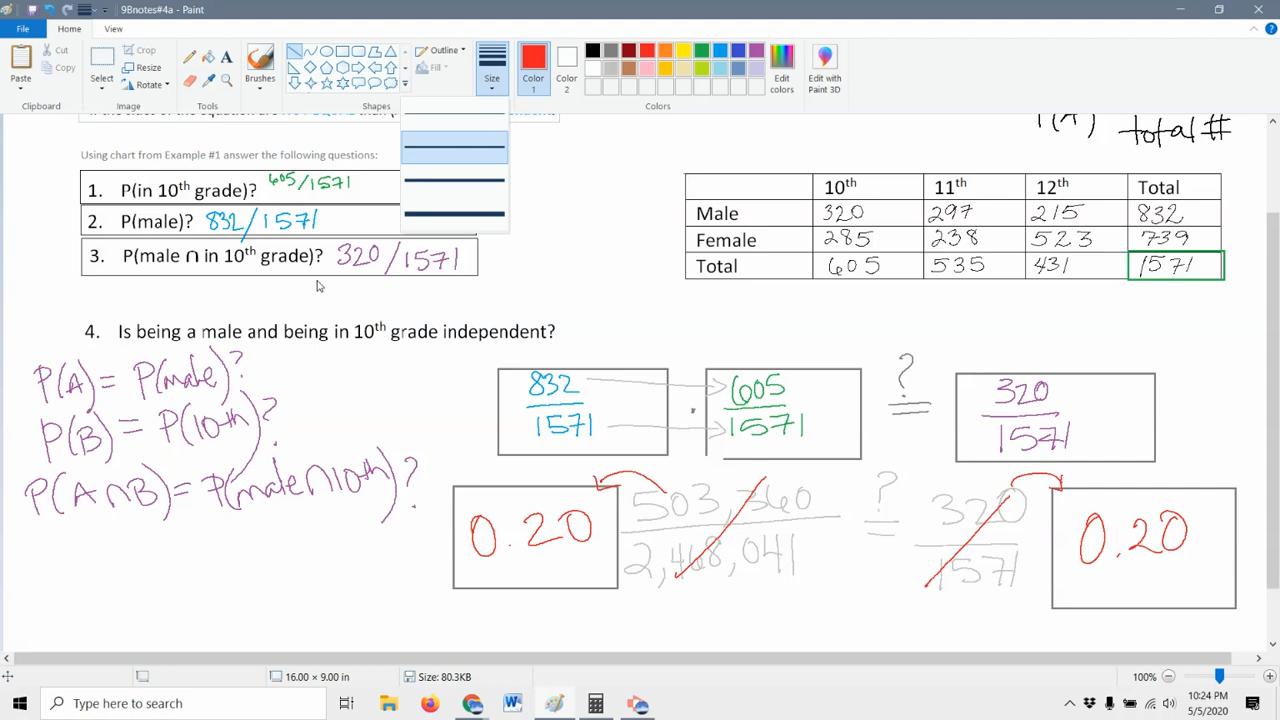 9Bnotes#4a - Paint
File Home View
Paste Cut Copy Clipboard
Select Crop Resize Rotate Image
Tools
Brushes
Shapes Outline Fill
Size
Color 1 Color 2 Colors
Edit colors
Edit with Paint 3D
P(A) total #
Using chart from Example #1 answer the following questions:
1. P(in 10th grade)? 605/1571
2. P(male)? 832/1571
3. P(male ∩ in 10th grade)? 320/1571
10th 11th 12th Total
Male 320 297 215 832
Female 285 238 523 739
Total 605 535 431 1571
4. Is being a male and being in 10th grade independent?
P(A) = P(male)?
P(B) = P(10th)?
P(A∩B) = P(male∩10th)?
832/1571 · 605/1571 ?= 320/1571
0.20 503,360/2,468,041 ?= 320/1571 0.20
16.00 × 9.00 in Size: 80.3KB 100%
Type here to search
10:24 PM
5/5/2020